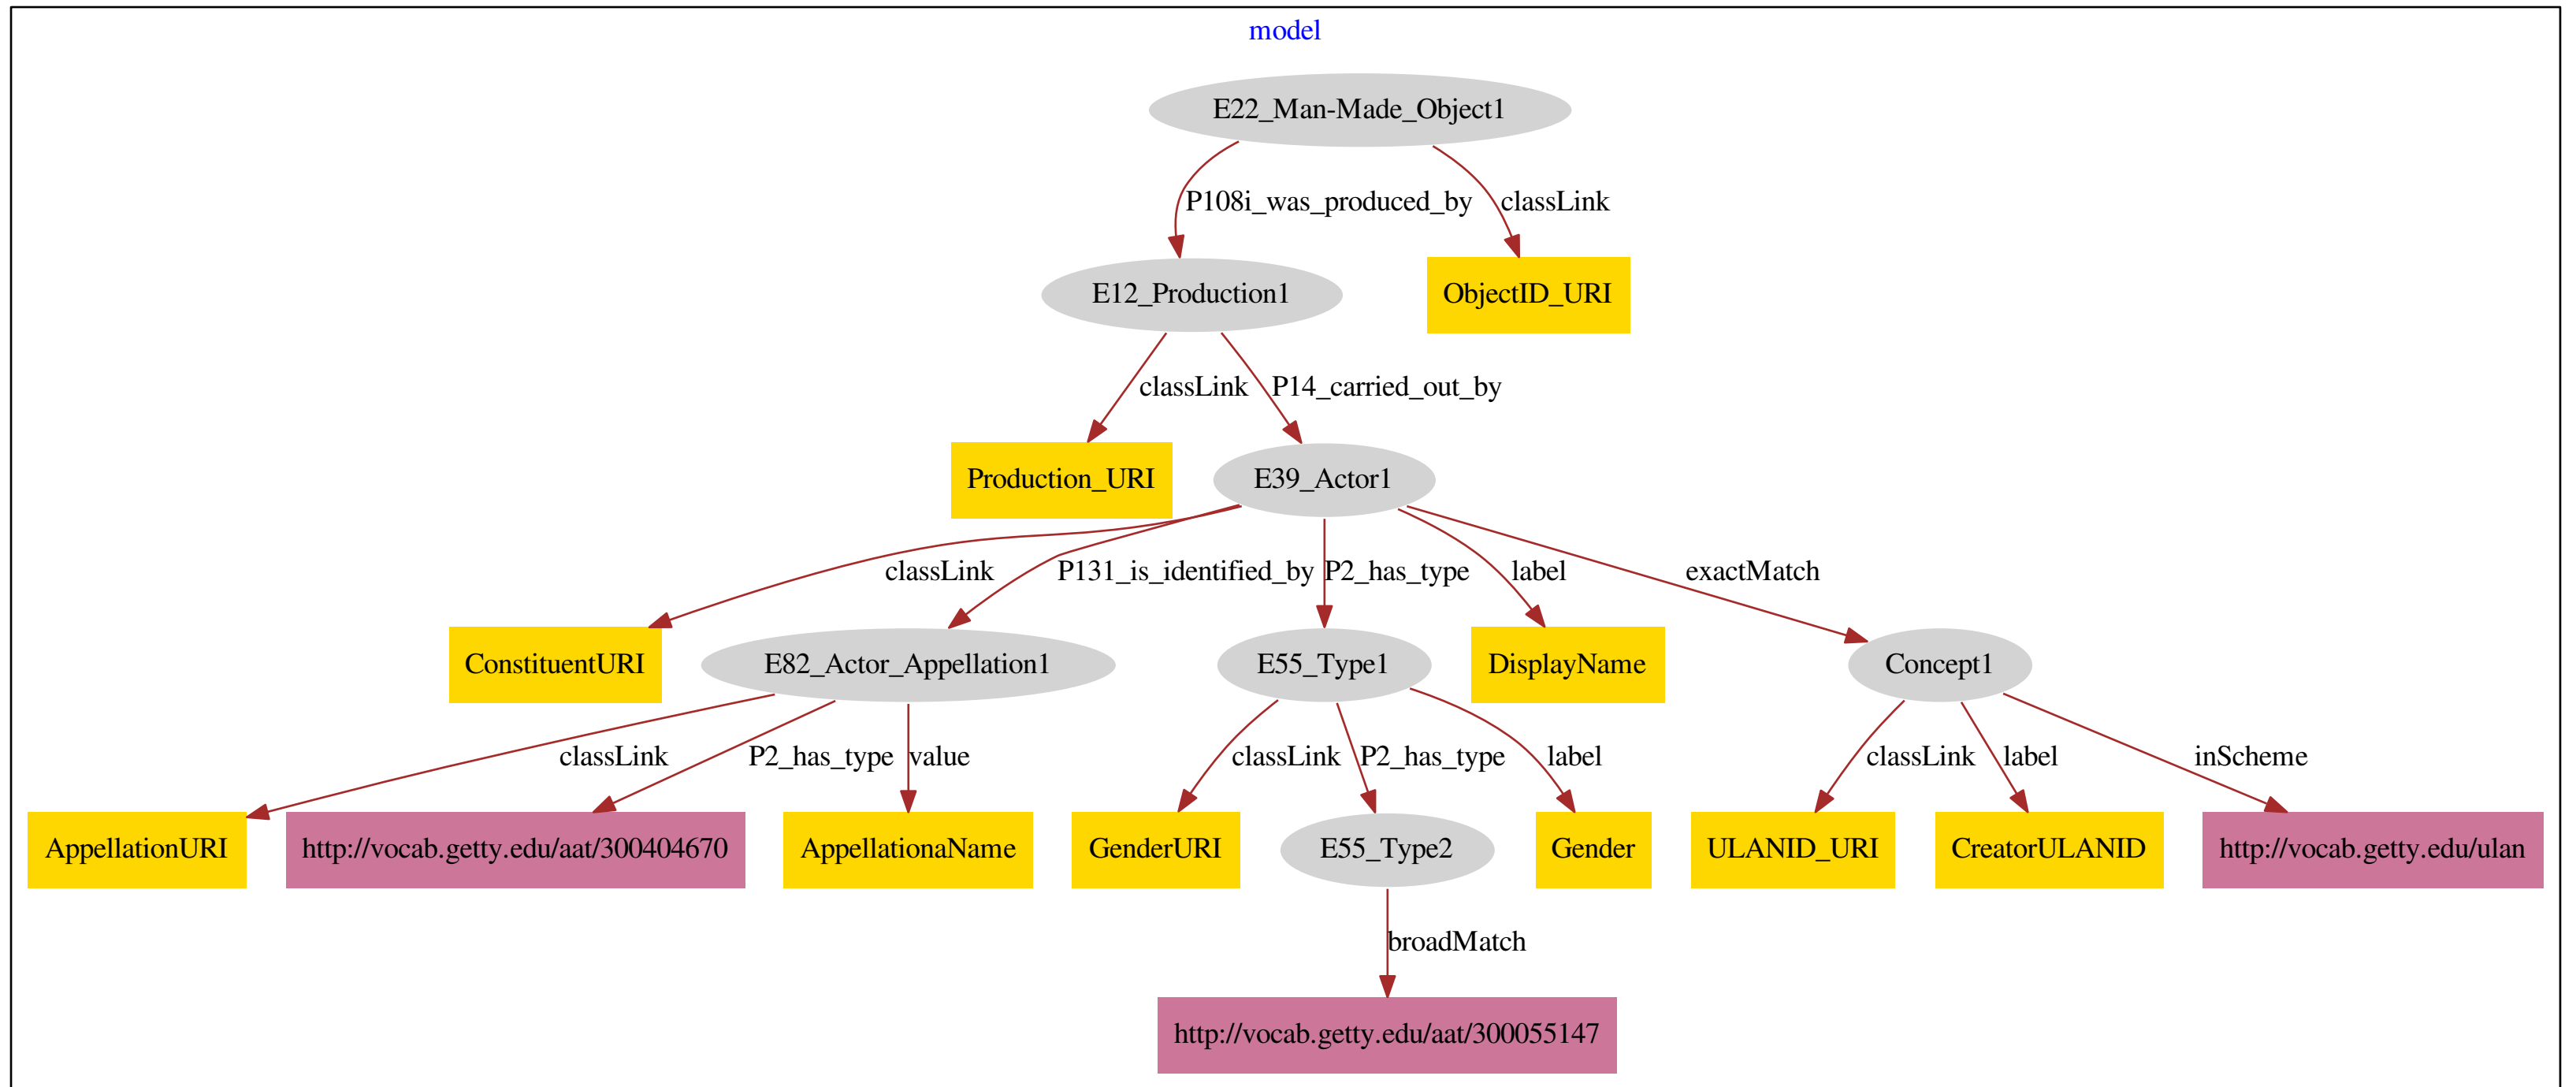 model
E22_Man-Made_Object1
P108i_was_produced_by
classLink
E12_Production1
ObjectID_URI
classLink
P14_carried_out_by
Production_URI
E39_Actor1
classLink
P131_is_identified_by
P2_has_type
label
exactMatch
ConstituentURI
E82_Actor_Appellation1
E55_Type1
DisplayName
Concept1
classLink
P2_has_type
value
classLink
P2_has_type
label
classLink
label
inScheme
AppellationURI
http://vocab.getty.edu/aat/300404670
AppellationaName
GenderURI
E55_Type2
Gender
ULANID_URI
CreatorULANID
http://vocab.getty.edu/ulan
broadMatch
http://vocab.getty.edu/aat/300055147